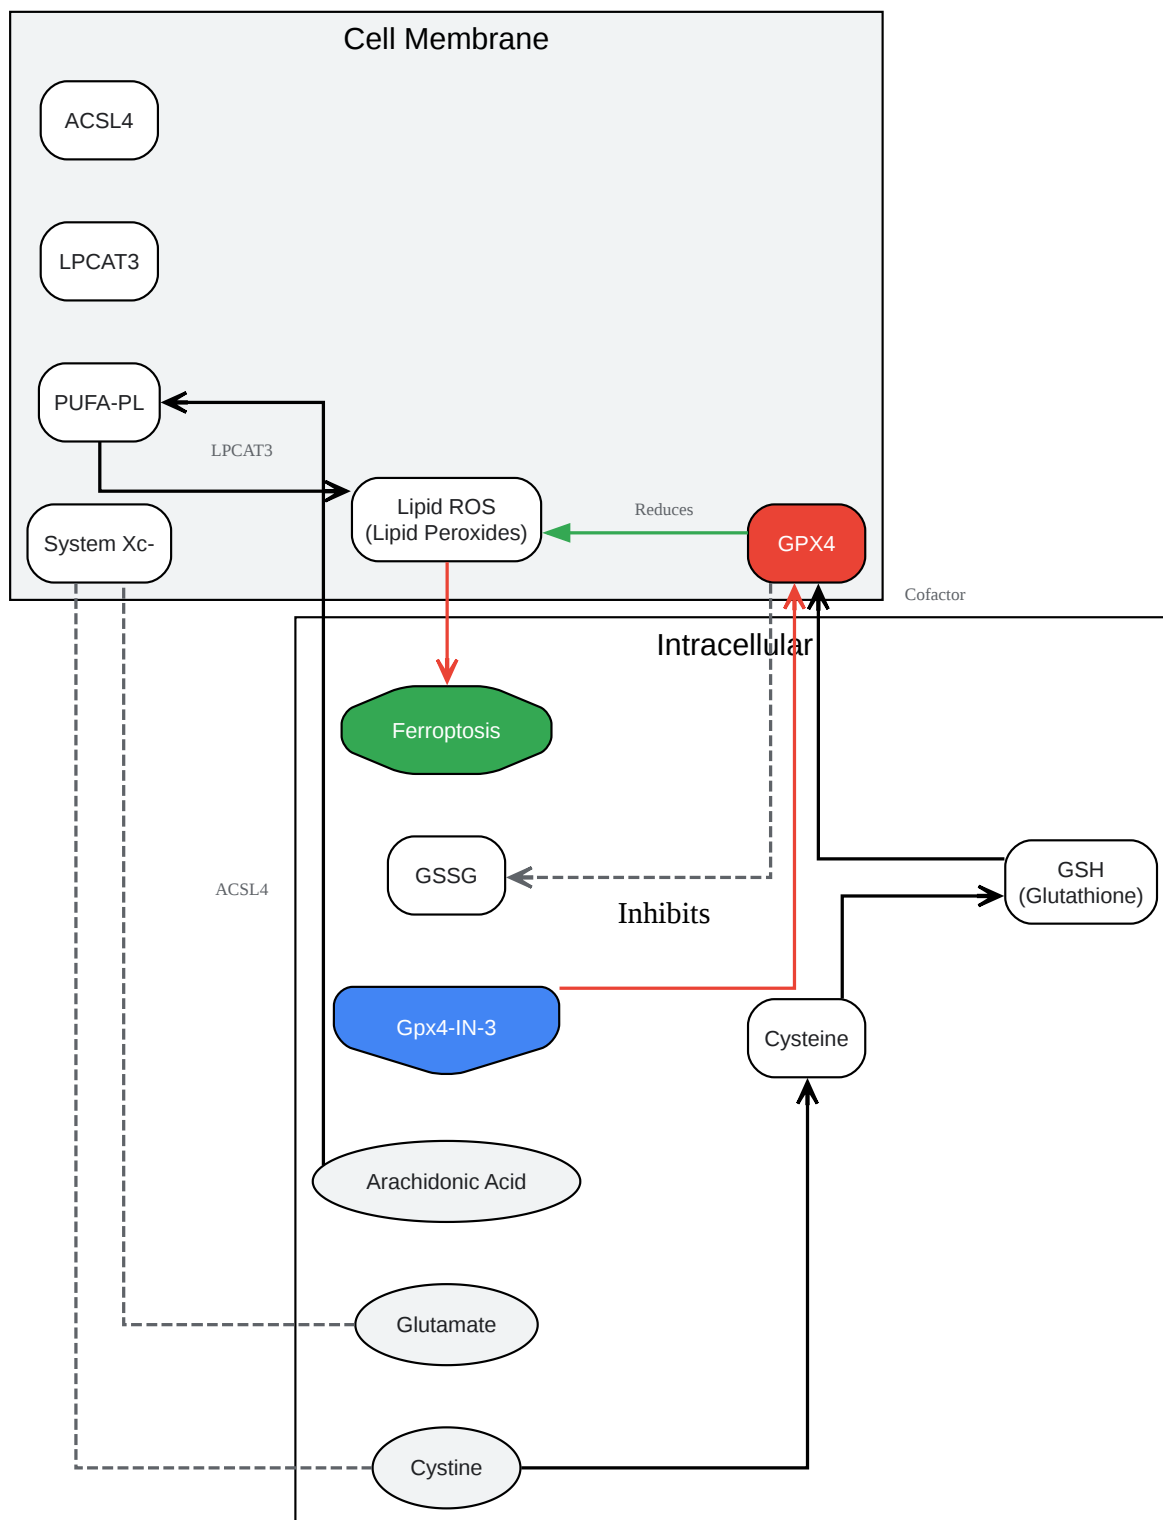 Cell Membrane
ACSL4
LPCAT3
PUFA-PL
LPCAT3
Lipid ROS
(Lipid Peroxides)
Reduces
System Xc-
GPX4
Cofactor
Intracellular
Ferroptosis
GSSG
ACSL4
Inhibits
GSH
(Glutathione)
Gpx4-IN-3
Cysteine
Arachidonic Acid
Glutamate
Cystine